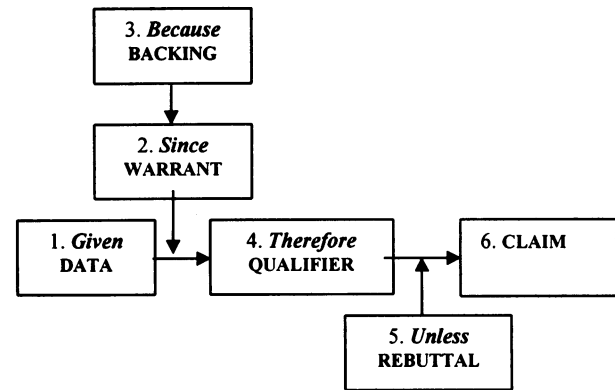 3. Because
BACKING
2. Since
WARRANT
1. Given
DATA
4. Therefore
QUALIFIER
6. CLAIM
5. Unless
REBUTTAL